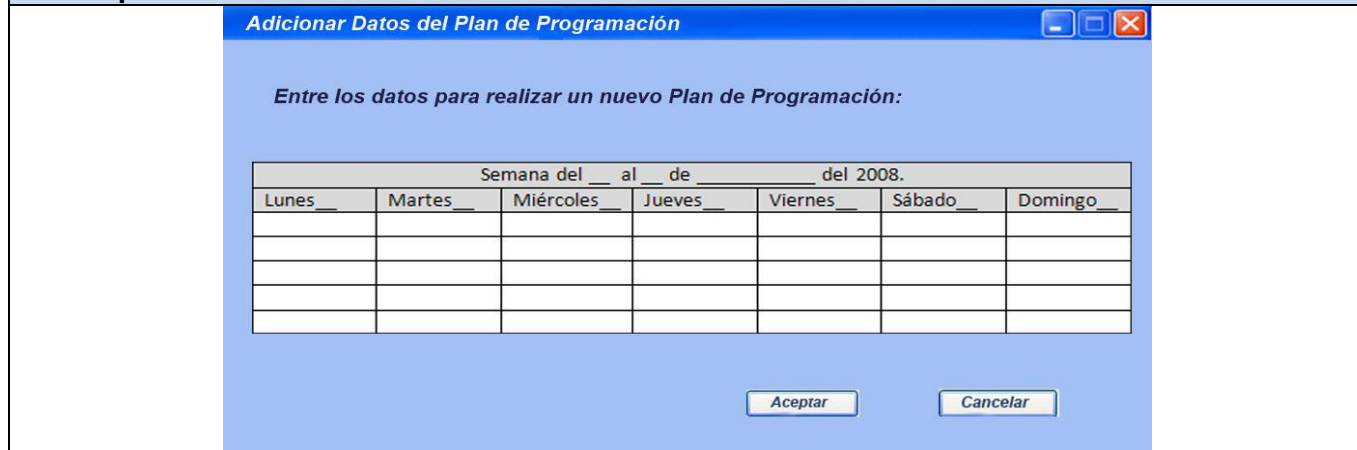 Adicionar Datos del Plan de Programación
Entre los datos para realizar un nuevo Plan de Programación:
Semana del __ al __ de ___________ del 2008.
Lunes__ Martes__ Miércoles__ Jueves__ Viernes__ Sábado__ Domingo__
Aceptar Cancelar